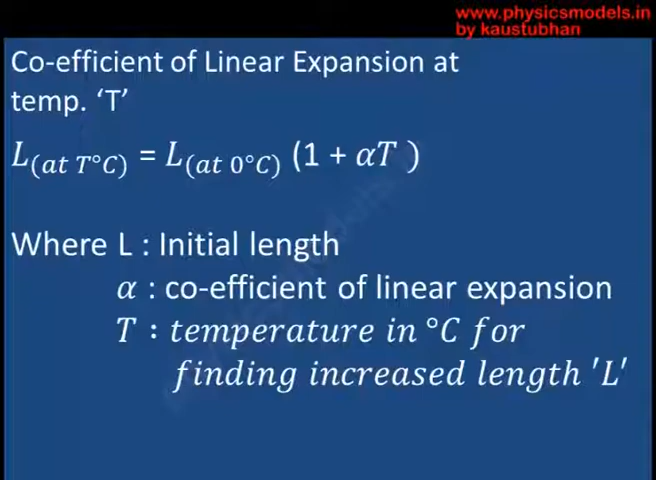 www.physicsmodels.in
by kaustubhan
Co-efficient of Linear Expansion at
temp. ‘T’
L(at T°C) = L(at 0°C) (1 + αT )
Where L : Initial length
α : co-efficient of linear expansion
T : temperature in °C for
finding increased length 'L'